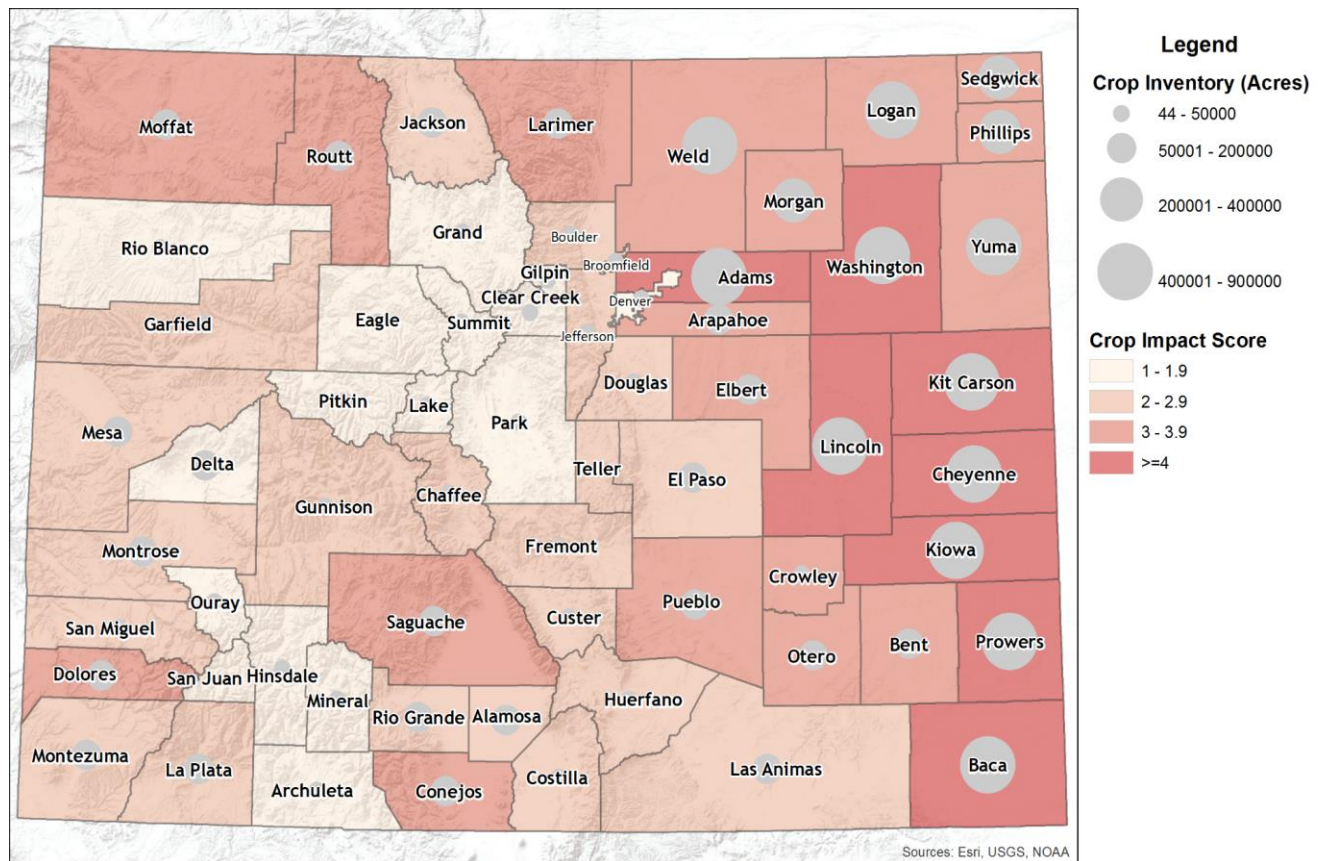 Legend
Crop Inventory (Acres)
44 - 50000
50001 - 200000
200001 - 400000
400001 - 900000
Crop Impact Score
1 - 1.9
2 - 2.9
3 - 3.9
>=4
Sedgwick
Logan
Phillips
Moffat
Jackson
Larimer
Routt
Weld
Morgan
Rio Blanco
Grand
Boulder
Yuma
Washington
Broomfield
Gilpin
Adams
Clear Creek
Denver
Garfield
Eagle
Summit
Arapahoe
Jefferson
Kit Carson
Douglas
Elbert
Pitkin
Lake
Park
Mesa
Lincoln
Delta
Teller
Cheyenne
El Paso
Chaffee
Gunnison
Fremont
Montrose
Kiowa
Crowley
Ouray
Pueblo
Custer
Saguache
San Miguel
Bent
Prowers
Otero
Dolores
San Juan
Hinsdale
Mineral
Huerfano
Rio Grande
Alamosa
Montezuma
La Plata
Las Animas
Costilla
Baca
Archuleta
Conejos
Sources: Esri, USGS, NOAA